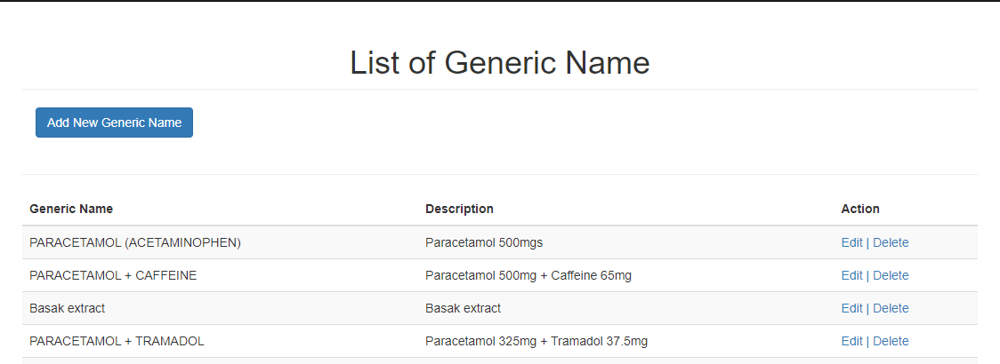 List of Generic Name
Add New Generic Name
Generic Name Description Action
PARACETAMOL (ACETAMINOPHEN) Paracetamol 500mgs Edit | Delete
PARACETAMOL + CAFFEINE Paracetamol 500mg + Caffeine 65mg Edit | Delete
Basak extract Basak extract Edit | Delete
PARACETAMOL + TRAMADOL Paracetamol 325mg + Tramadol 37.5mg Edit | Delete